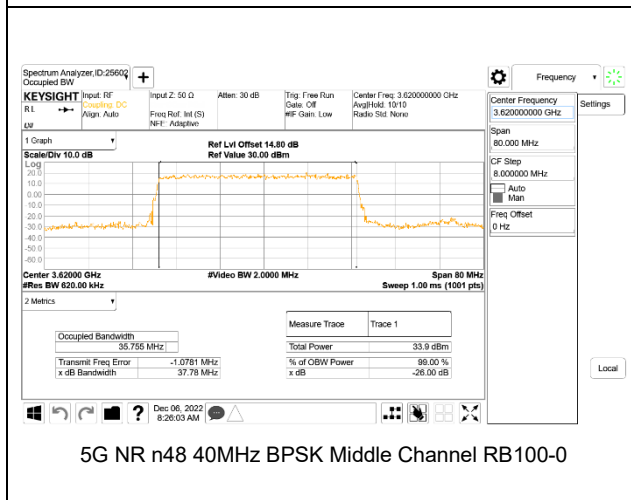 Spectrum Analyzer,ID:25602
Occupied BW
+
Frequency
KEYSIGHT
Input: RF
Input Z: 50 Ω
Atten: 30 dB
Trig: Free Run
Center Freq: 3.620000000 GHz
RL
Coupling: DC
Gate: Off
Avg|Hold: 10/10
Align: Auto
Freq Ref: Int (S)
#IF Gain: Low
Radio Std: None
NFE: Adaptive
Center Frequency
3.620000000 GHz
Settings
Span
80.000 MHz
CF Step
8.000000 MHz
Auto
Man
Freq Offset
0 Hz
Local
1 Graph
Ref Lvl Offset 14.80 dB
Scale/Div 10.0 dB
Ref Value 30.00 dBm
Log
20.0
10.0
0.00
-10.0
-20.0
-30.0
-40.0
-50.0
-60.0
Center 3.62000 GHz
#Video BW 2.0000 MHz
Span 80 MHz
#Res BW 620.00 kHz
Sweep 1.00 ms (1001 pts)
2 Metrics
Measure Trace
Trace 1
Occupied Bandwidth
35.755 MHz
Total Power
33.9 dBm
Transmit Freq Error
-1.0781 MHz
% of OBW Power
99.00 %
x dB Bandwidth
37.78 MHz
x dB
-26.00 dB
?
Dec 06, 2022
8:26:03 AM
5G NR n48 40MHz BPSK Middle Channel RB100-0